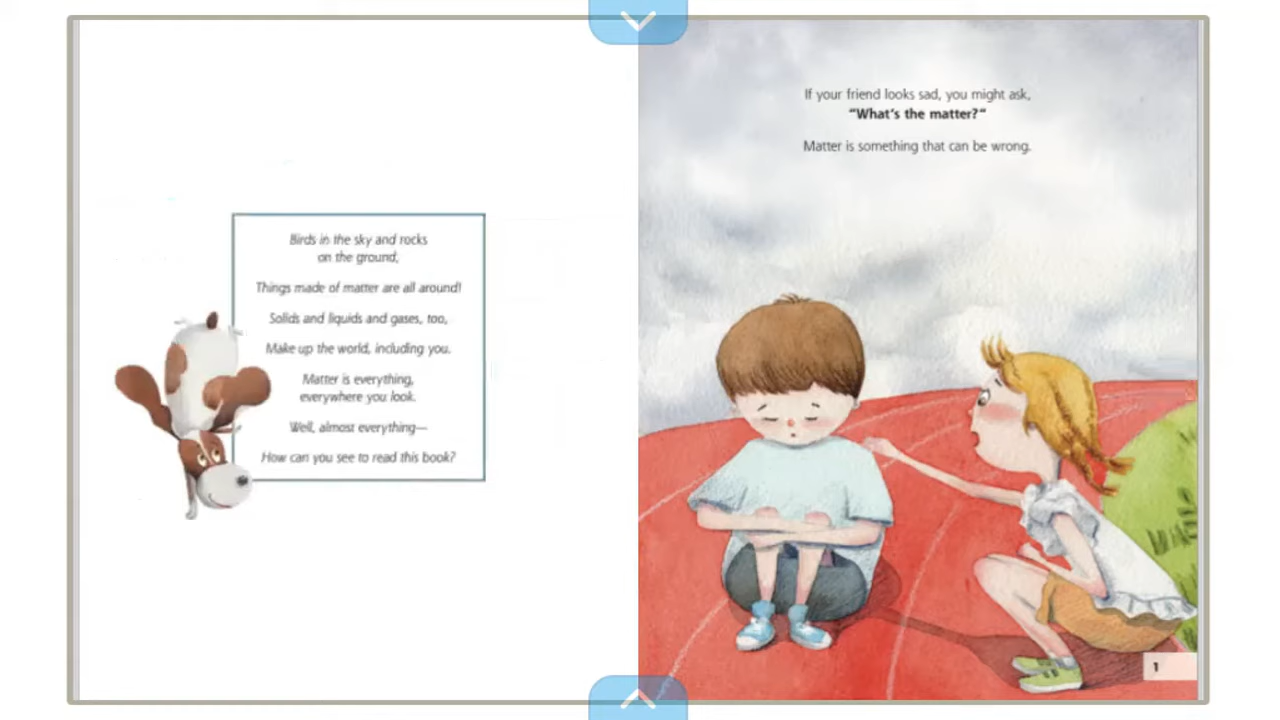 Birds in the sky and rocks
on the ground,
Things made of matter are all around!
Solids and liquids and gases, too,
Make up the world, including you.
Matter is everything,
everywhere you look.
Well, almost everything—
How can you see to read this book?
If your friend looks sad, you might ask,
“What’s the matter?”
Matter is something that can be wrong.
1